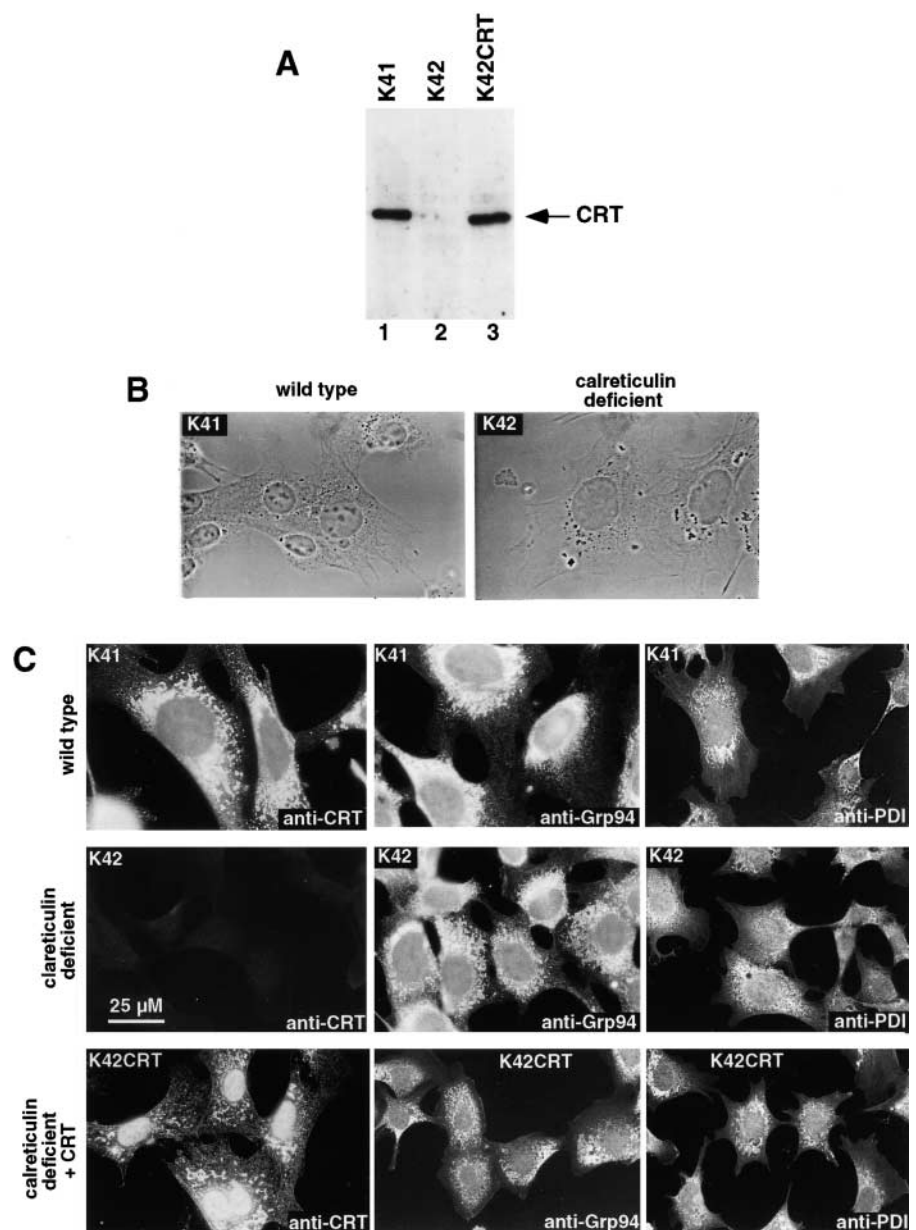 A
K41
K42
K42CRT
CRT
1 2 3
B
wild type
calreticulin
deficient
K41
K42
C
wild type
K41
anti-CRT
K41
anti-Grp94
K41
anti-PDI
clareticulin
deficient
K42
25 µM
anti-CRT
K42
anti-Grp94
K42
anti-PDI
calreticulin
deficient
+ CRT
K42CRT
anti-CRT
K42CRT
anti-Grp94
K42CRT
anti-PDI